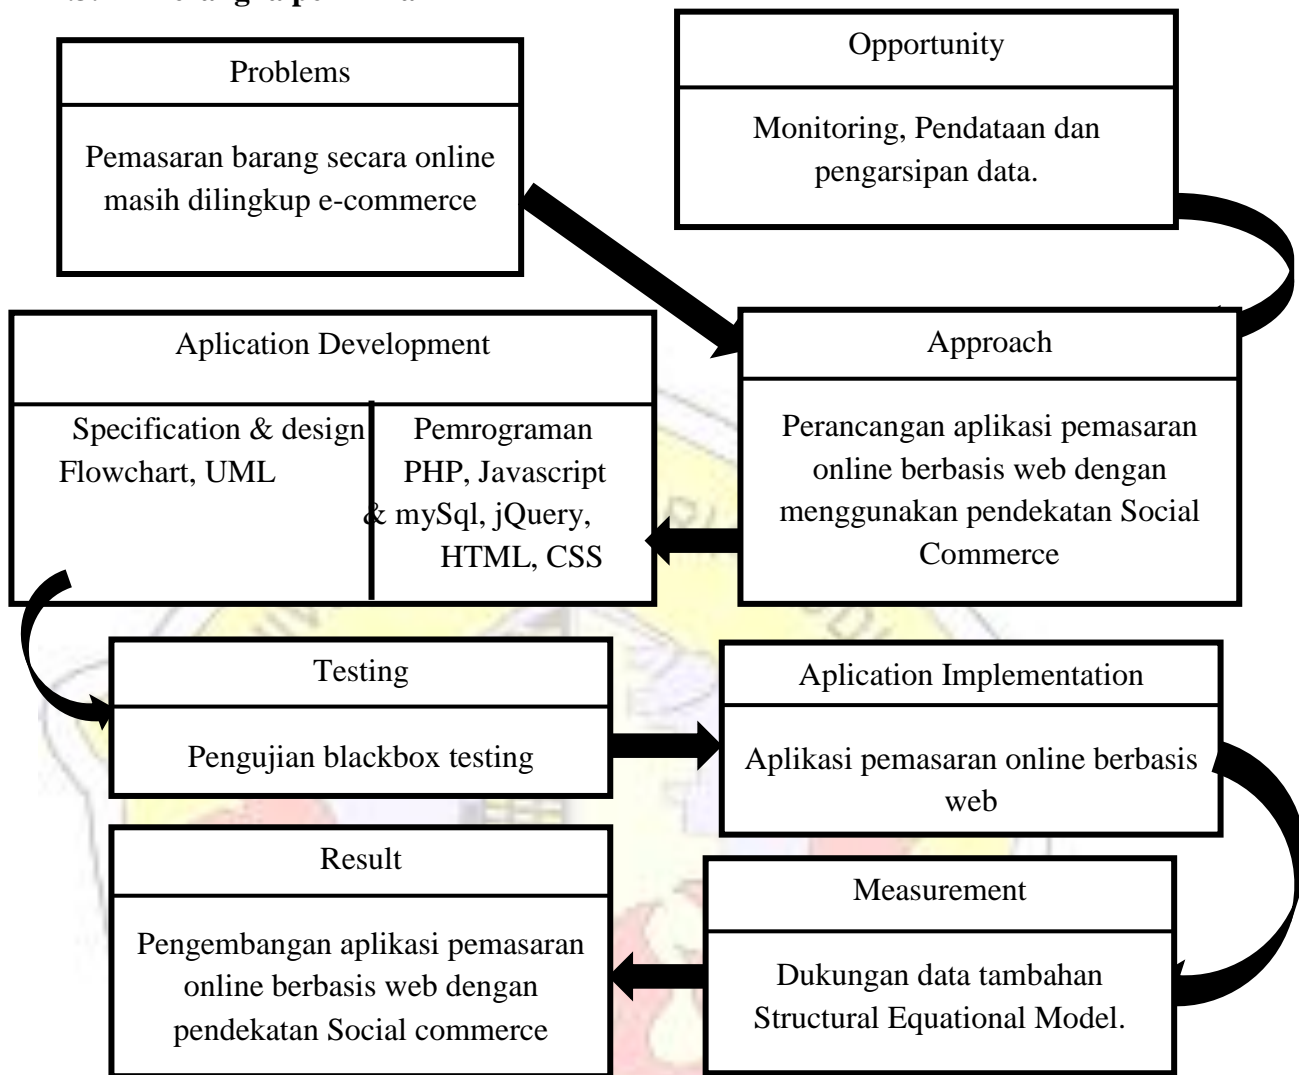 Problems
Pemasaran barang secara online
masih dilingkup e-commerce
Opportunity
Monitoring, Pendataan dan
pengarsipan data.
Approach
Perancangan aplikasi pemasaran
online berbasis web dengan
menggunakan pendekatan Social
Commerce
Aplication Development
Specification & design
Flowchart, UML
Pemrograman
PHP, Javascript
& mySql, jQuery,
HTML, CSS
Testing
Pengujian blackbox testing
Aplication Implementation
Aplikasi pemasaran online berbasis
web
Measurement
Dukungan data tambahan
Structural Equational Model.
Result
Pengembangan aplikasi pemasaran
online berbasis web dengan
pendekatan Social commerce